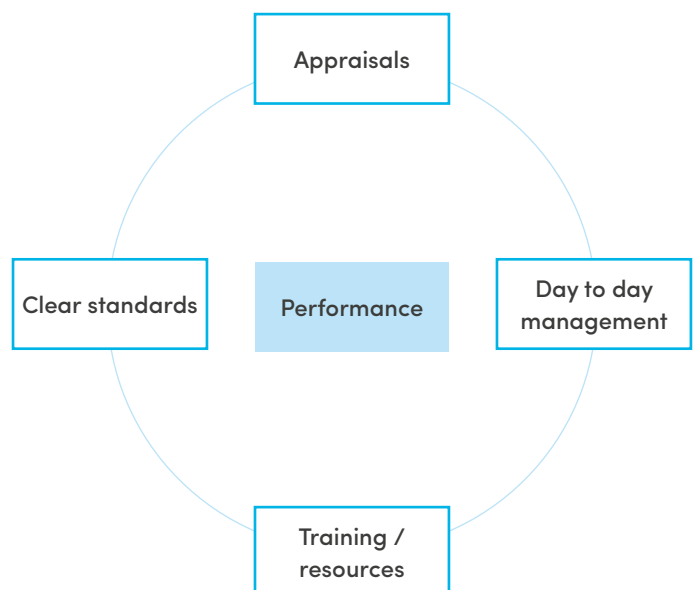 Appraisals
Clear standards
Performance
Day to day
management
Training /
resources